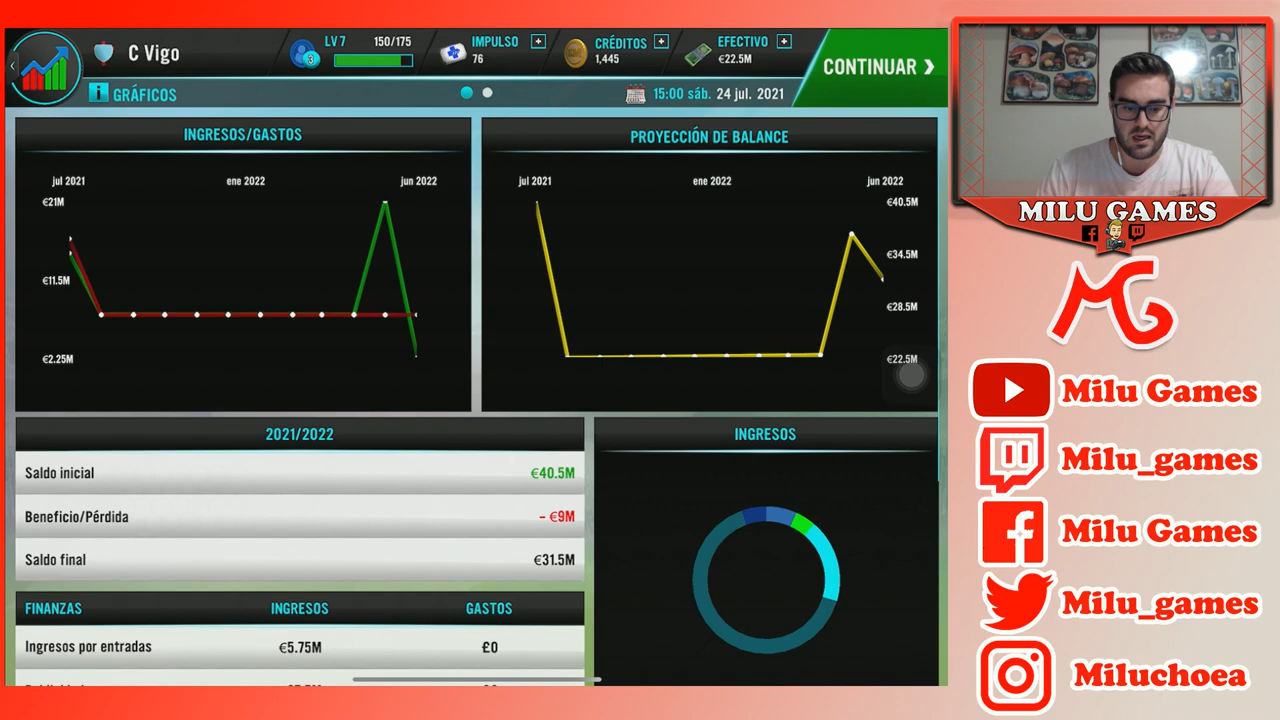 C Vigo
3
LV 7 150/175
IMPULSO +
76
CRÉDITOS +
1,445
EFECTIVO +
€22.5M
CONTINUAR ❯
i GRÁFICOS
15:00 sáb. 24 jul. 2021
INGRESOS/GASTOS
jul 2021 ene 2022 jun 2022
€21M
€11.5M
€2.25M
PROYECCIÓN DE BALANCE
jul 2021 ene 2022 jun 2022
€40.5M
€34.5M
€28.5M
€22.5M
2021/2022
Saldo inicial €40.5M
Beneficio/Pérdida - €9M
Saldo final €31.5M
INGRESOS
FINANZAS INGRESOS GASTOS
Ingresos por entradas €5.75M £0
MILU GAMES
Milu Games
Milu_games
Milu Games
Milu_games
Miluchoea